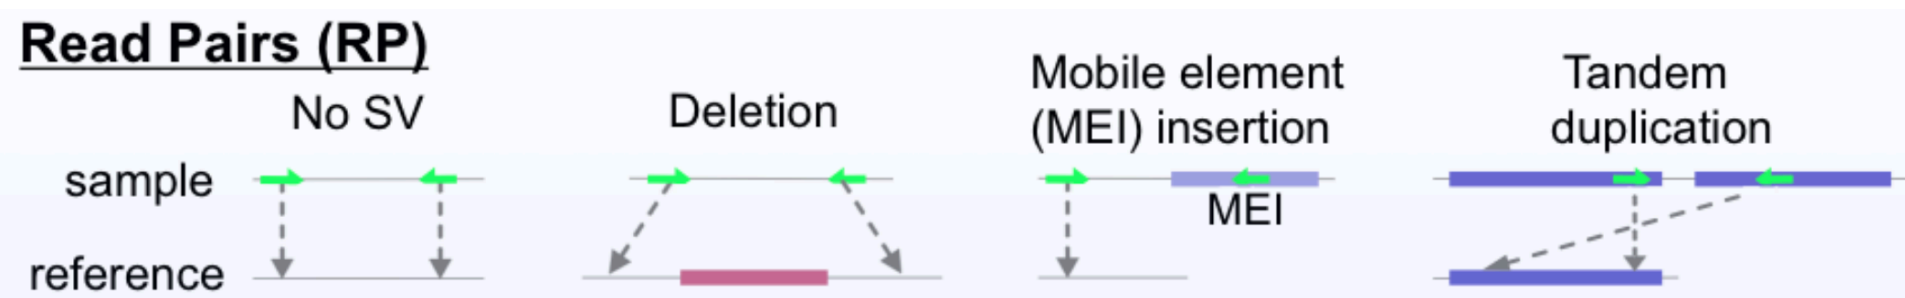 Read Pairs (RP)
No SV
Deletion
Mobile element
(MEI) insertion
Tandem
duplication
sample
MEI
reference